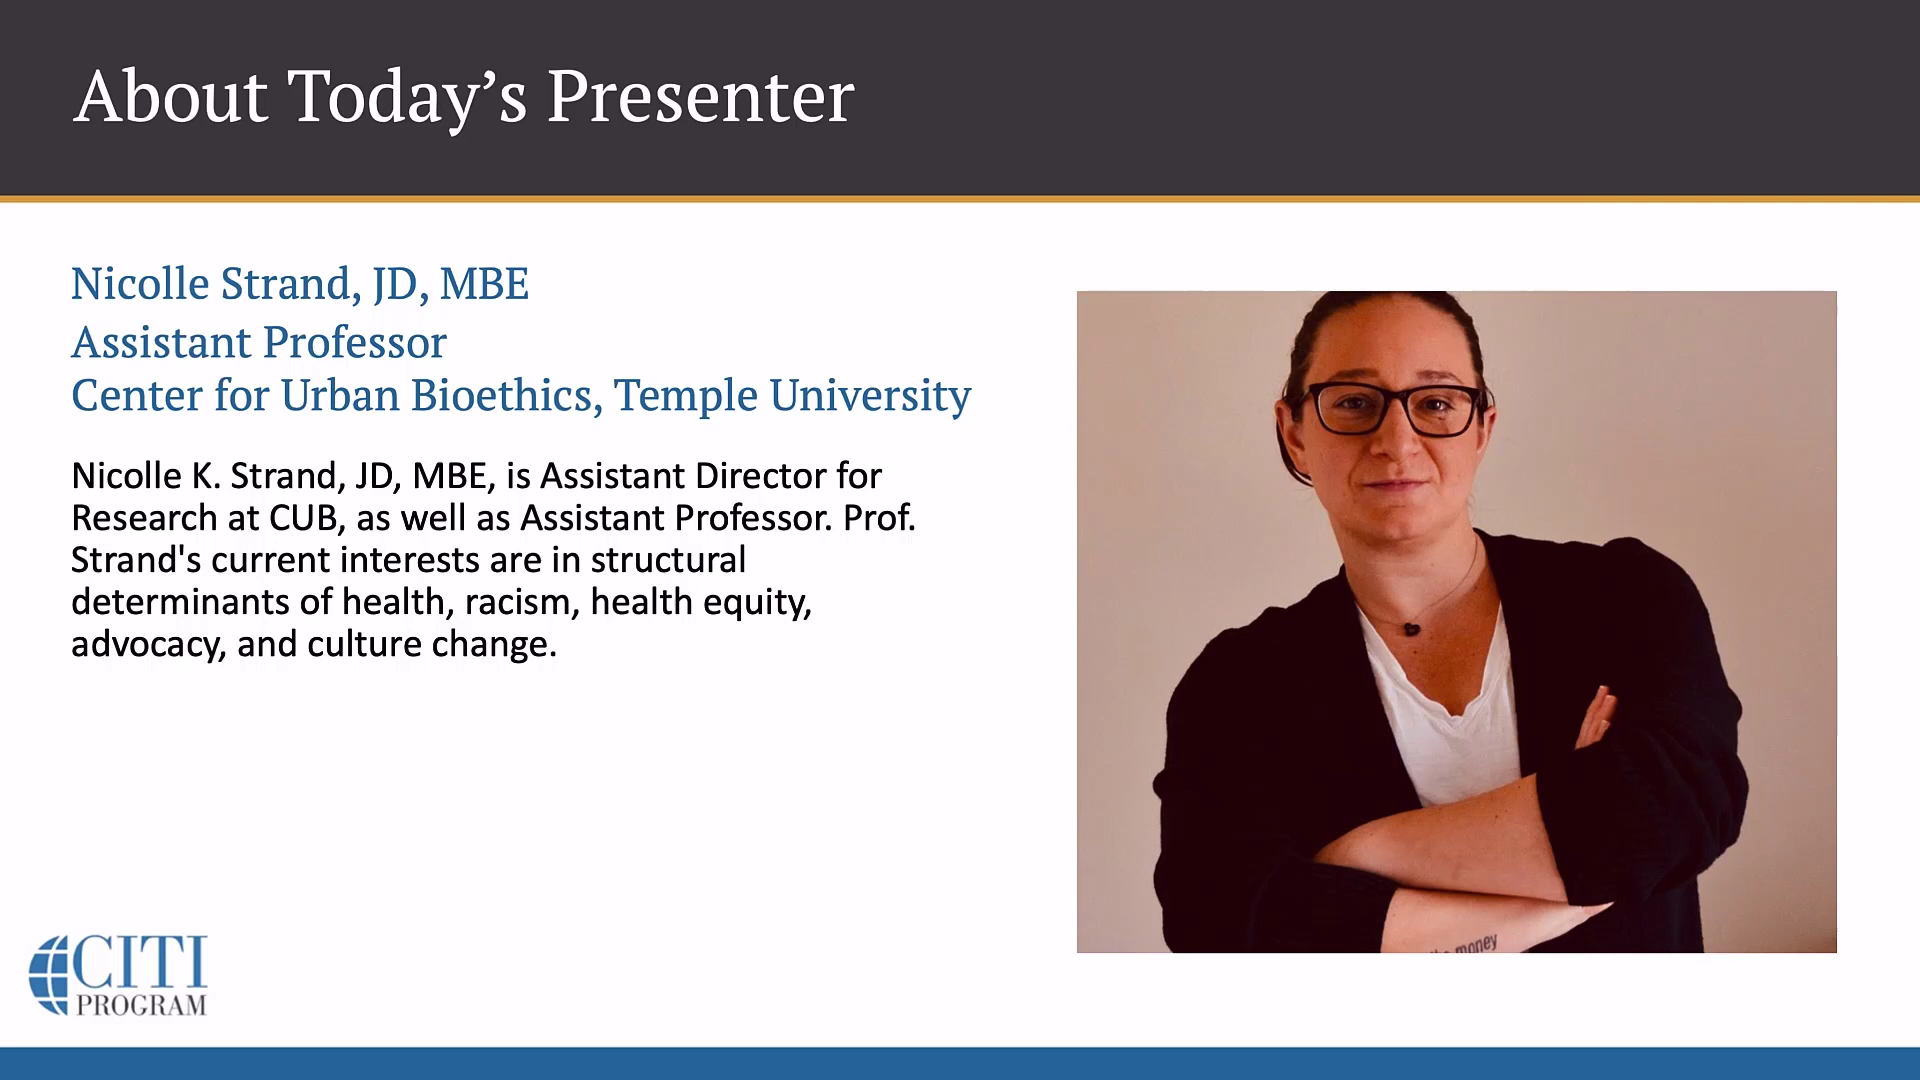 About Today’s Presenter
Nicolle Strand, JD, MBE
Assistant Professor
Center for Urban Bioethics, Temple University
Nicolle K. Strand, JD, MBE, is Assistant Director for
Research at CUB, as well as Assistant Professor. Prof.
Strand's current interests are in structural
determinants of health, racism, health equity,
advocacy, and culture change.
money
CITI
PROGRAM